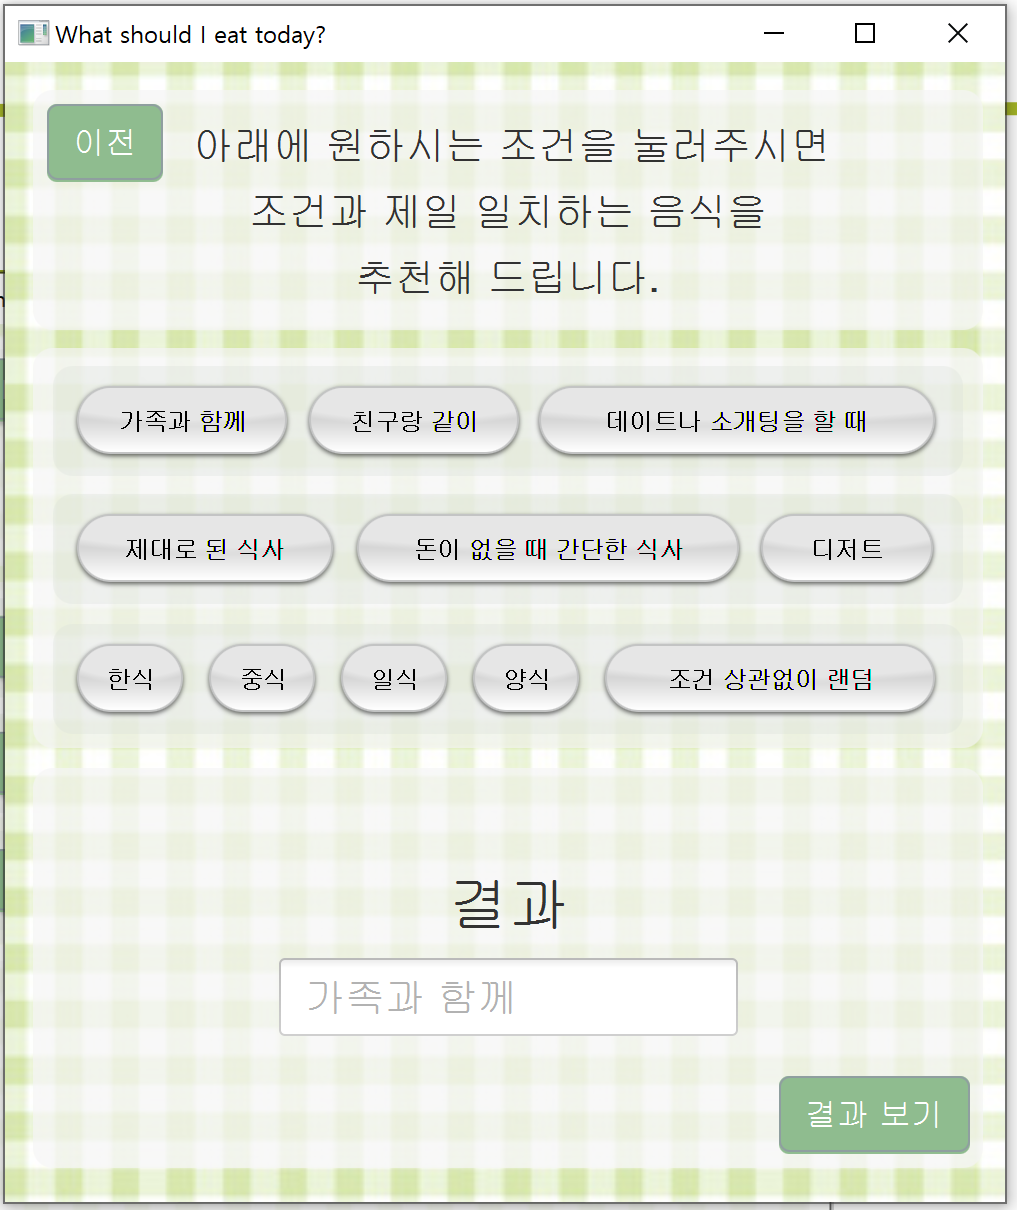 What should I eat today?
이전
아래에 원하시는 조건을 눌러주시면
조건과 제일 일치하는 음식을
추천해 드립니다.
가족과 함께 친구랑 같이 데이트나 소개팅을 할 때
제대로 된 식사 돈이 없을 때 간단한 식사 디저트
한식 중식 일식 양식 조건 상관없이 랜덤
결과
가족과 함께
결과 보기